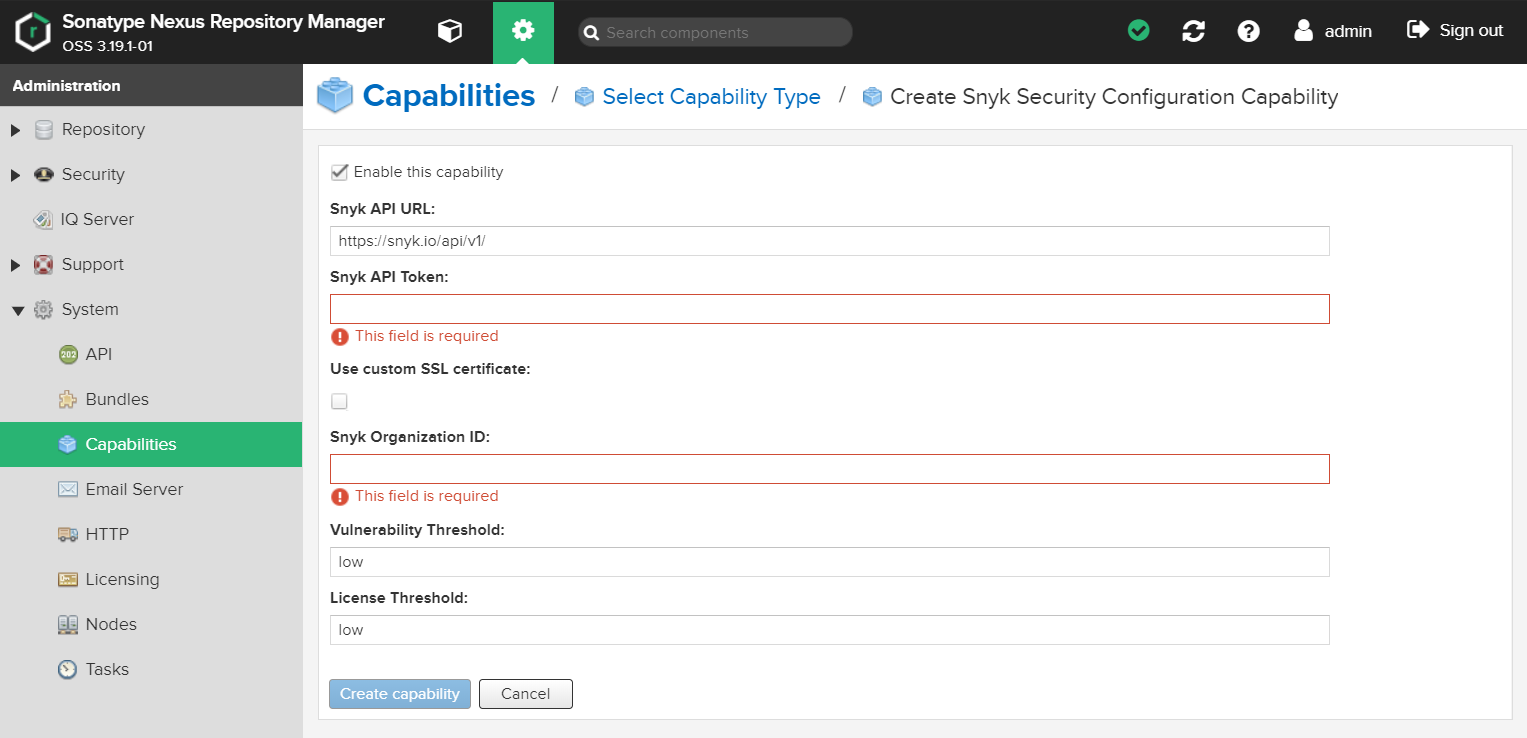 Sonatype Nexus Repository Manager
OSS 3.19.1-01
Search components
admin
Sign out
Administration
Repository
Security
IQ Server
Support
System
202 API
Bundles
Capabilities
Email Server
HTTP
Licensing
Nodes
Tasks
Capabilities / Select Capability Type / Create Snyk Security Configuration Capability
Enable this capability
Snyk API URL:
https://snyk.io/api/v1/
Snyk API Token:
This field is required
Use custom SSL certificate:
Snyk Organization ID:
This field is required
Vulnerability Threshold:
low
License Threshold:
low
Create capability
Cancel